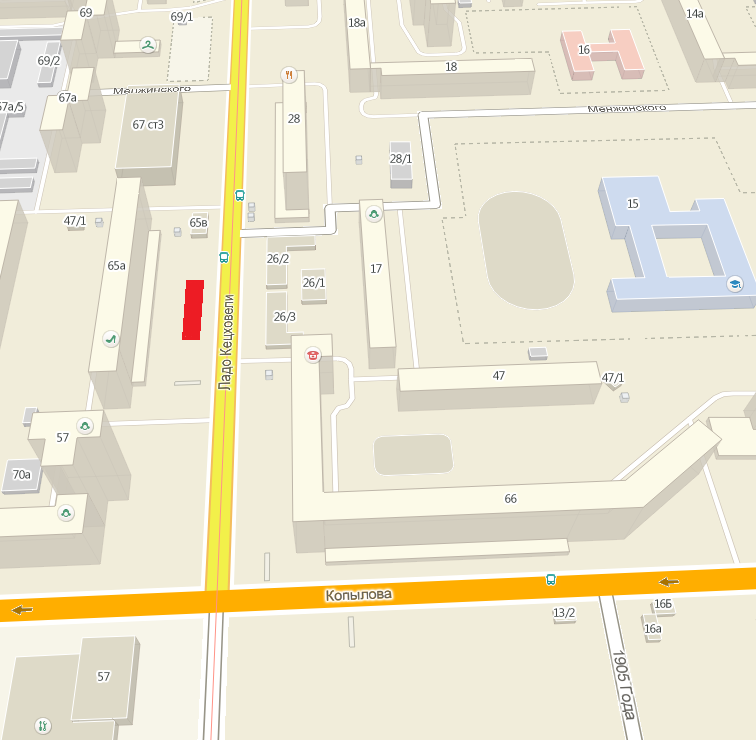 69
69/1
18а
14а
16
69/2
18
67а
Менжинского
67а/5
28
Менжинского
67 ст3
28/1
15
47/1
65в
26/2
17
65а
26/1
26/3
Ладо Кецховели
47
47/1
57
70а
66
Копылова
13/2
16Б
16а
1905 Года
57